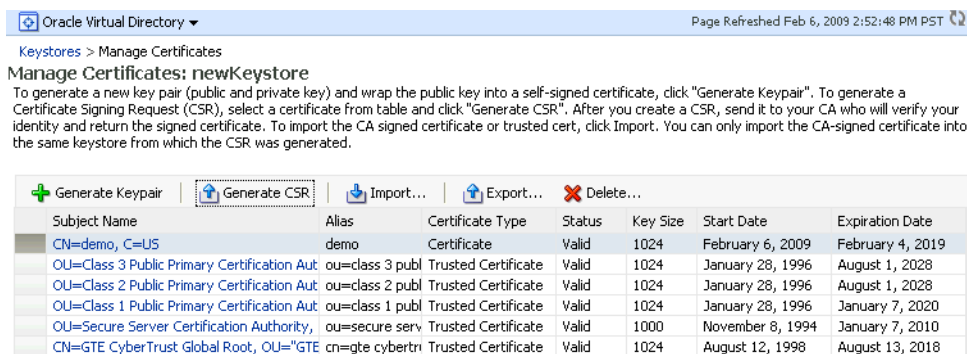 Oracle Virtual Directory
Page Refreshed Feb 6, 2009 2:52:48 PM PST
Keystores > Manage Certificates
Manage Certificates: newKeystore
To generate a new key pair (public and private key) and wrap the public key into a self-signed certificate, click "Generate Keypair". To generate a
Certificate Signing Request (CSR), select a certificate from table and click "Generate CSR". After you create a CSR, send it to your CA who will verify your
identity and return the signed certificate. To import the CA signed certificate or trusted cert, click Import. You can only import the CA-signed certificate into
the same keystore from which the CSR was generated.
Generate Keypair Generate CSR Import... Export... Delete...
Subject Name Alias Certificate Type Status Key Size Start Date Expiration Date
CN=demo, C=US demo Certificate Valid 1024 February 6, 2009 February 4, 2019
OU=Class 3 Public Primary Certification Aut ou=class 3 publ Trusted Certificate Valid 1024 January 28, 1996 August 1, 2028
OU=Class 2 Public Primary Certification Aut ou=class 2 publ Trusted Certificate Valid 1024 January 28, 1996 August 1, 2028
OU=Class 1 Public Primary Certification Aut ou=class 1 publ Trusted Certificate Valid 1024 January 28, 1996 January 7, 2020
OU=Secure Server Certification Authority, ou=secure serv Trusted Certificate Valid 1000 November 8, 1994 January 7, 2010
CN=GTE CyberTrust Global Root, OU="GTE cn=gte cybertru Trusted Certificate Valid 1024 August 12, 1998 August 13, 2018